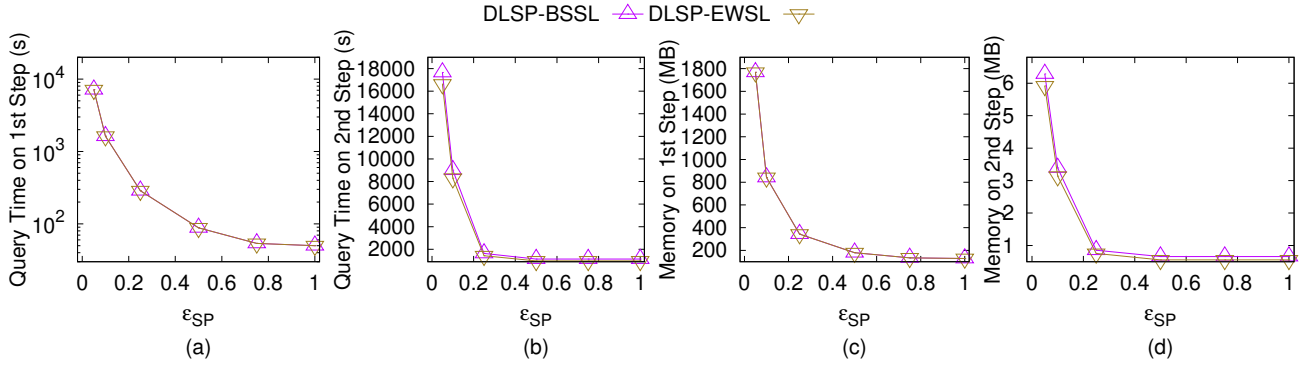 DLSP-BSSL DLSP-EWSL
Query Time on 1st Step (s)
10^4
10^3
10^2
0 0.2 0.4 0.6 0.8 1
ε_SP
(a)
Query Time on 2nd Step (s)
18000
16000
14000
12000
10000
8000
6000
4000
2000
0 0.2 0.4 0.6 0.8 1
ε_SP
(b)
Memory on 1st Step (MB)
1800
1600
1400
1200
1000
800
600
400
200
0 0.2 0.4 0.6 0.8 1
ε_SP
(c)
Memory on 2nd Step (MB)
6
5
4
3
2
1
0 0.2 0.4 0.6 0.8 1
ε_SP
(d)